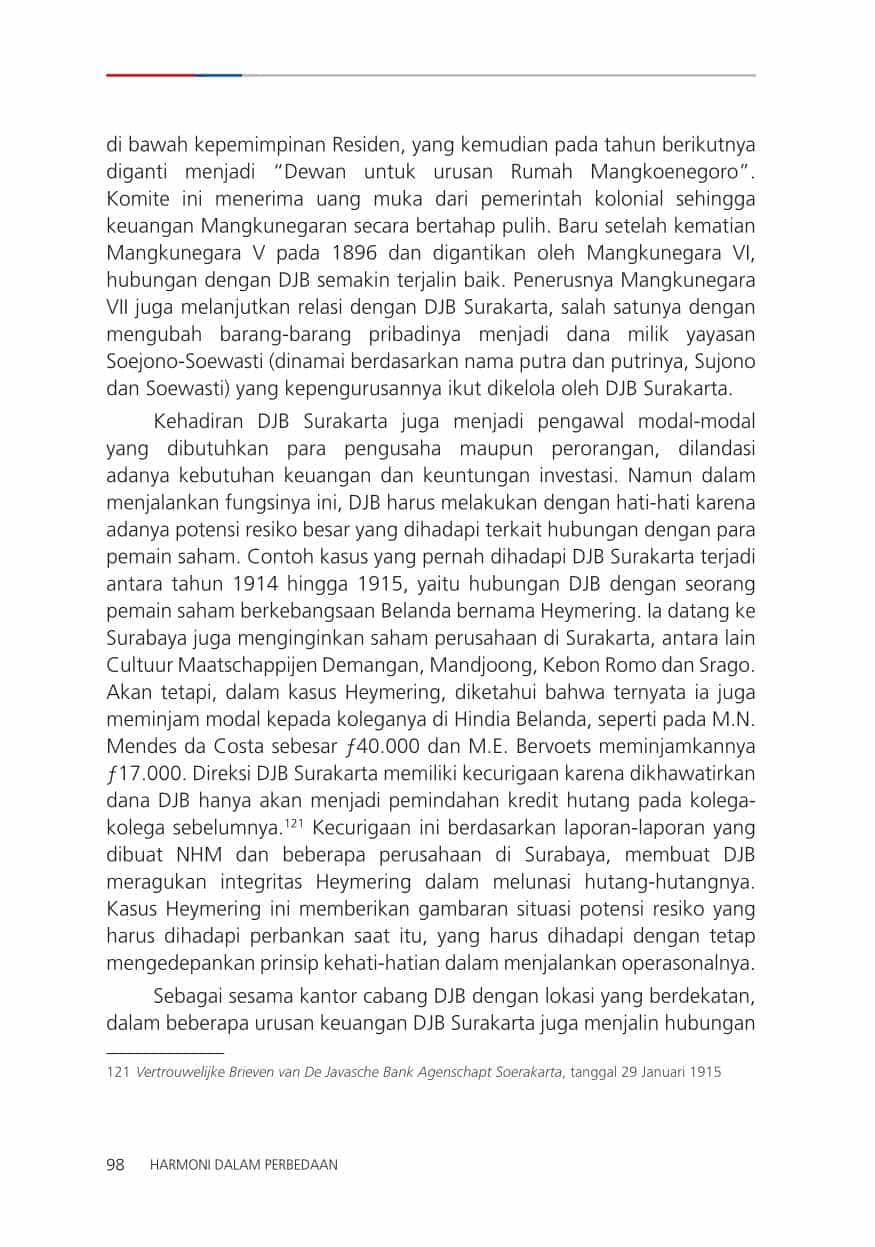 di bawah kepemimpinan Residen, yang kemudian pada tahun berikutnya
diganti menjadi “Dewan untuk urusan Rumah Mangkoenegoro”.
Komite ini menerima uang muka dari pemerintah kolonial sehingga
keuangan Mangkunegaran secara bertahap pulih. Baru setelah kematian
Mangkunegara V pada 1896 dan digantikan oleh Mangkunegara VI,
hubungan dengan DJB semakin terjalin baik. Penerusnya Mangkunegara
VII juga melanjutkan relasi dengan DJB Surakarta, salah satunya dengan
mengubah barang-barang pribadinya menjadi dana milik yayasan
Soejono-Soewasti (dinamai berdasarkan nama putra dan putrinya, Sujono
dan Soewasti) yang kepengurusannya ikut dikelola oleh DJB Surakarta.
Kehadiran DJB Surakarta juga menjadi pengawal modal-modal
yang dibutuhkan para pengusaha maupun perorangan, dilandasi
adanya kebutuhan keuangan dan keuntungan investasi. Namun dalam
menjalankan fungsinya ini, DJB harus melakukan dengan hati-hati karena
adanya potensi resiko besar yang dihadapi terkait hubungan dengan para
pemain saham. Contoh kasus yang pernah dihadapi DJB Surakarta terjadi
antara tahun 1914 hingga 1915, yaitu hubungan DJB dengan seorang
pemain saham berkebangsaan Belanda bernama Heymering. Ia datang ke
Surabaya juga menginginkan saham perusahaan di Surakarta, antara lain
Cultuur Maatschappijen Demangan, Mandjoong, Kebon Romo dan Srago.
Akan tetapi, dalam kasus Heymering, diketahui bahwa ternyata ia juga
meminjam modal kepada koleganya di Hindia Belanda, seperti pada M.N.
Mendes da Costa sebesar ƒ40.000 dan M.E. Bervoets meminjamkannya
ƒ17.000. Direksi DJB Surakarta memiliki kecurigaan karena dikhawatirkan
dana DJB hanya akan menjadi pemindahan kredit hutang pada kolega-
kolega sebelumnya.121 Kecurigaan ini berdasarkan laporan-laporan yang
dibuat NHM dan beberapa perusahaan di Surabaya, membuat DJB
meragukan integritas Heymering dalam melunasi hutang-hutangnya.
Kasus Heymering ini memberikan gambaran situasi potensi resiko yang
harus dihadapi perbankan saat itu, yang harus dihadapi dengan tetap
mengedepankan prinsip kehati-hatian dalam menjalankan operasonalnya.
Sebagai sesama kantor cabang DJB dengan lokasi yang berdekatan,
dalam beberapa urusan keuangan DJB Surakarta juga menjalin hubungan
121 Vertrouwelijke Brieven van De Javasche Bank Agenschapt Soerakarta, tanggal 29 Januari 1915
98 HARMONI DALAM PERBEDAAN